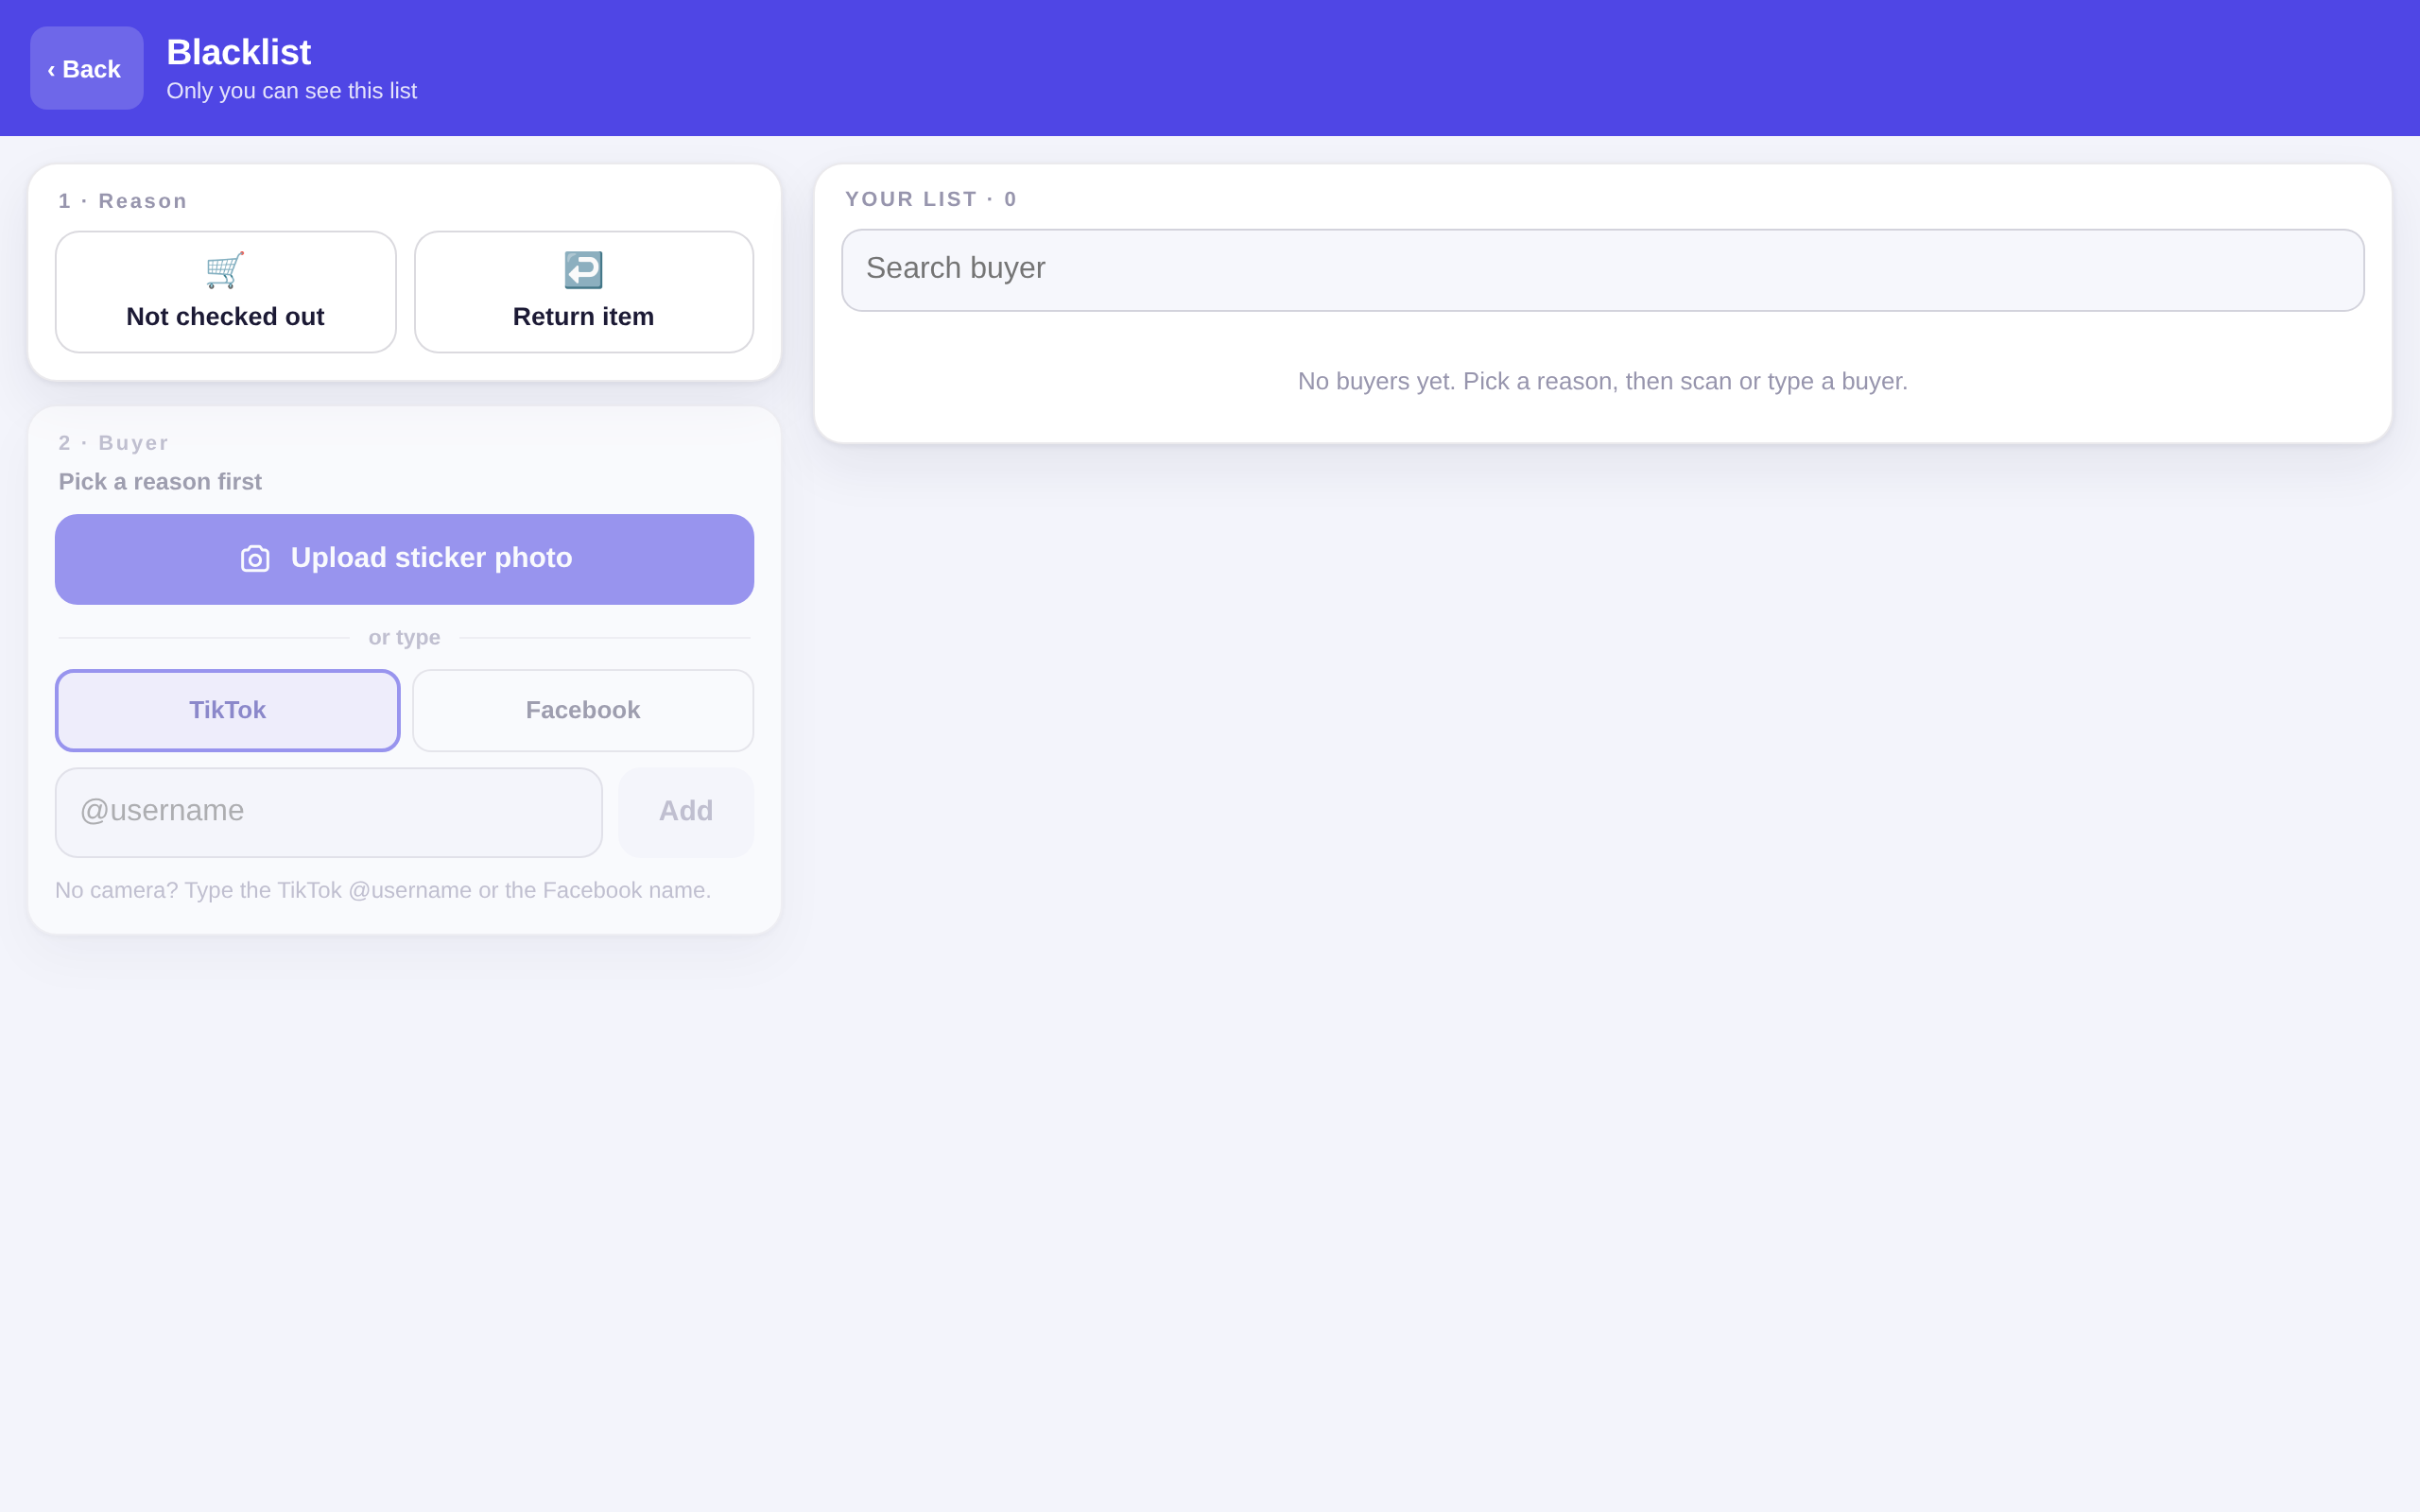 ‹ Back
Blacklist
Only you can see this list
1 · Reason
Not checked out
Return item
2 · Buyer
Pick a reason first
Upload sticker photo
or type
TikTok
Facebook
@username
Add
No camera? Type the TikTok @username or the Facebook name.
YOUR LIST · 0
Search buyer
No buyers yet. Pick a reason, then scan or type a buyer.